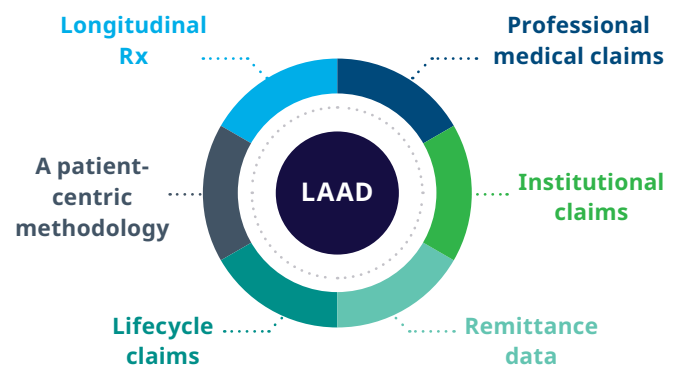 Longitudinal
Rx
Professional
medical claims
A patient-
centric
methodology
LAAD
Institutional
claims
Lifecycle
claims
Remittance
data